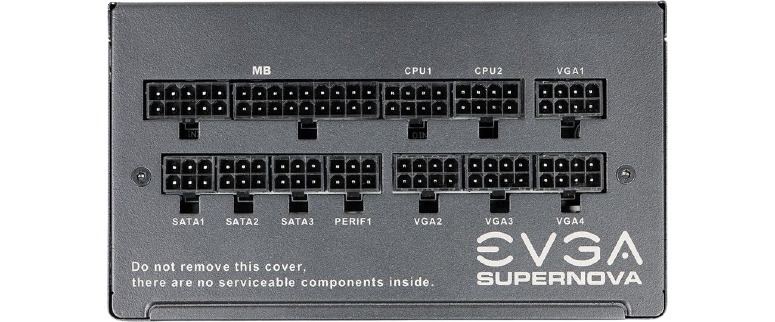 MB CPU1 CPU2 VGA1
SATA1 SATA2 SATA3 PERIF1 VGA2 VGA3 VGA4
EVGA
SUPERNOVA
Do not remove this cover,
there are no serviceable components inside.